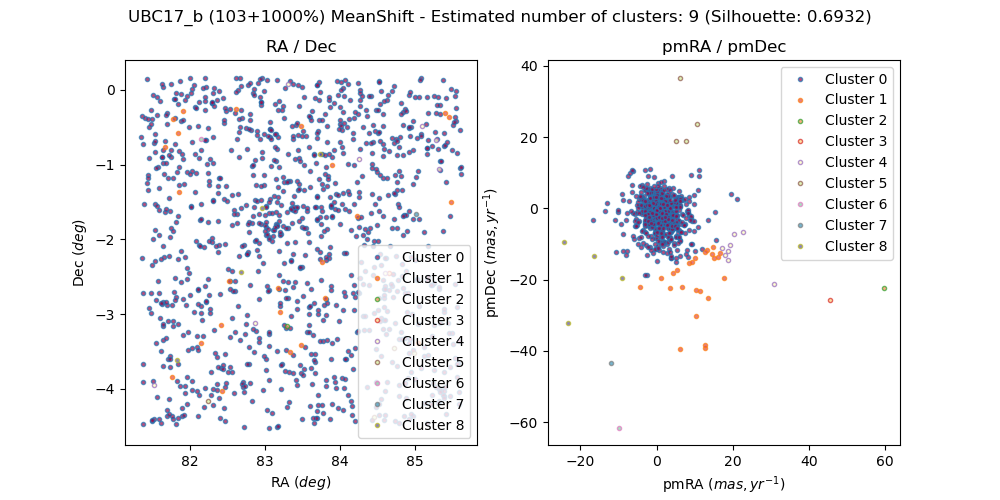 UBC17_b (103+1000%) MeanShift - Estimated number of clusters: 9 (Silhouette: 0.6932)
RA / Dec
0
−1
−2
−3
−4
Dec (deg)
82
83
84
85
RA (deg)
Cluster 0
Cluster 1
Cluster 2
Cluster 3
Cluster 4
Cluster 5
Cluster 6
Cluster 7
Cluster 8
pmRA / pmDec
40
20
0
−20
−40
−60
pmDec (mas, yr⁻¹)
−20
0
20
40
60
pmRA (mas, yr⁻¹)
Cluster 0
Cluster 1
Cluster 2
Cluster 3
Cluster 4
Cluster 5
Cluster 6
Cluster 7
Cluster 8